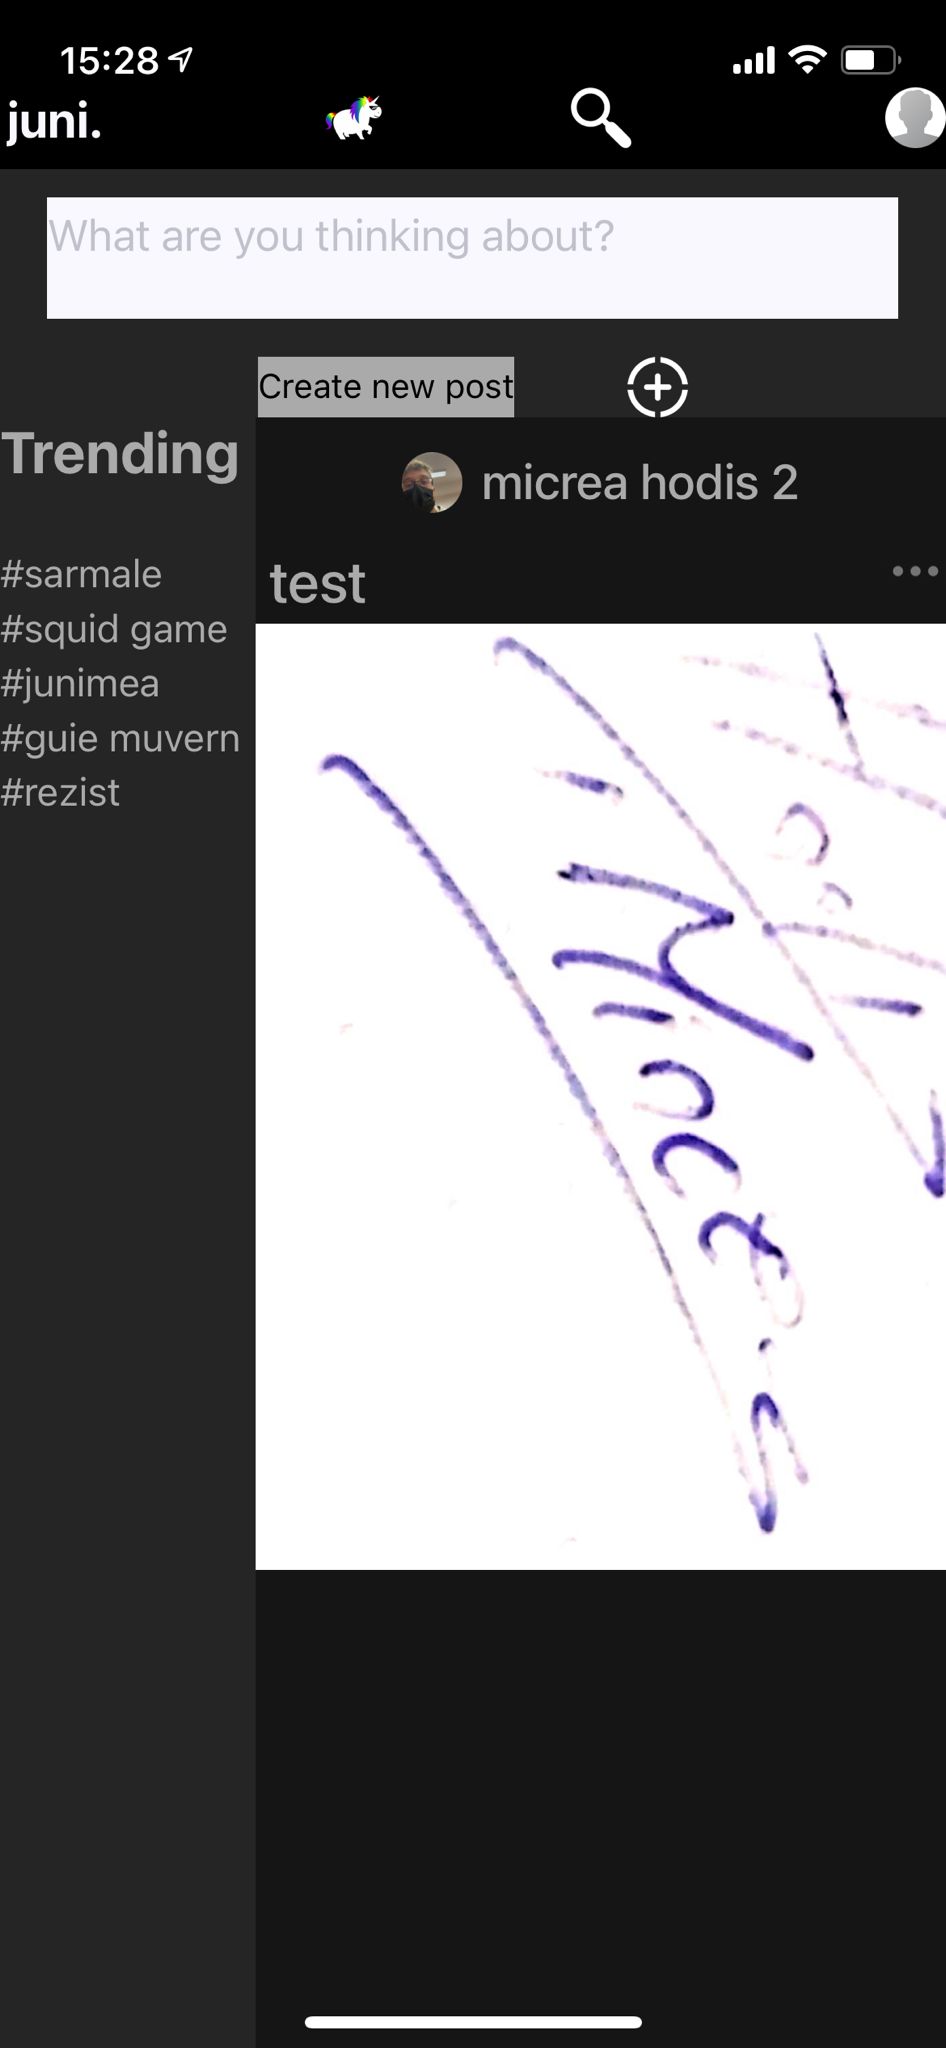 15:28
juni.
What are you thinking about?
Create new post
Trending
micrea hodis 2
test
#sarmale
#squid game
#junimea
#guie muvern
#rezist